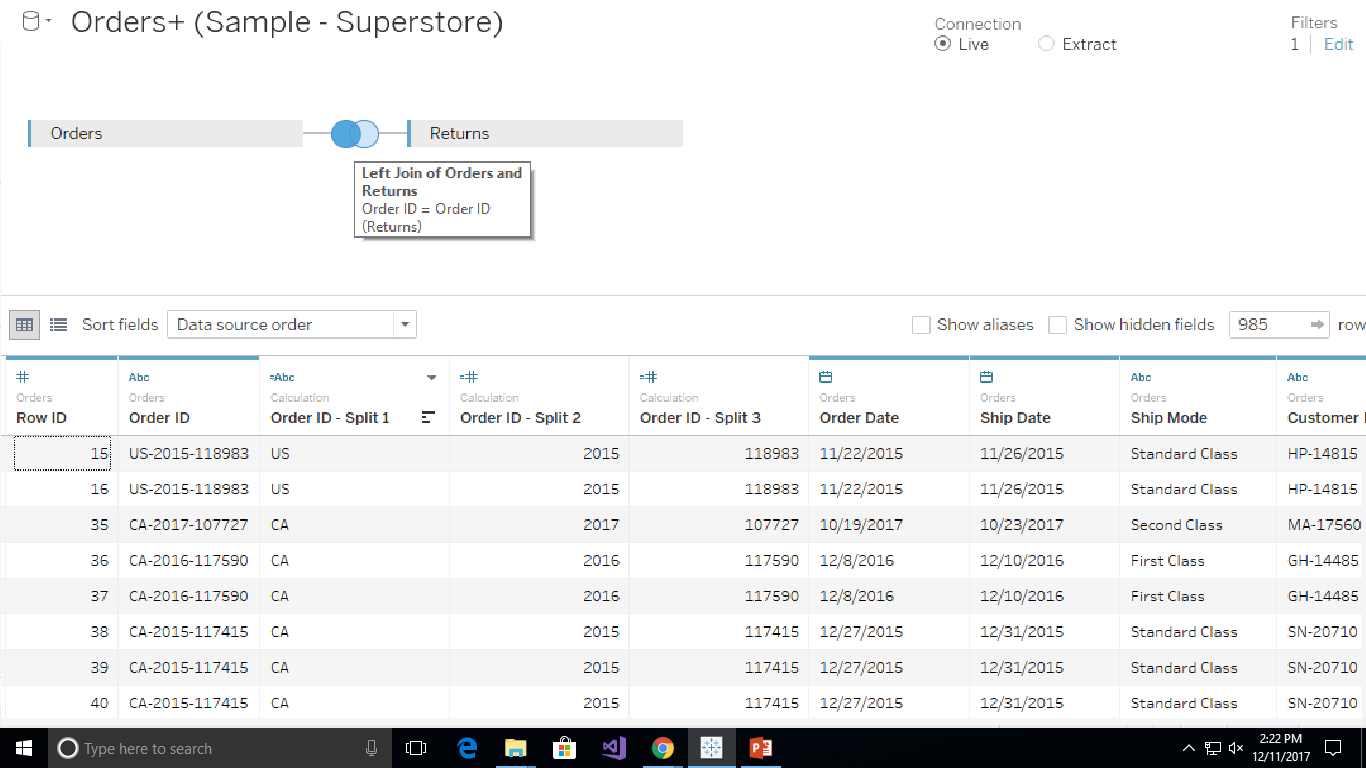 Orders+ (Sample - Superstore)
Connection
Live Extract
Filters
1 Edit
Orders Returns
Left Join of Orders and
Returns
Order ID = Order ID
(Returns)
Sort fields Data source order Show aliases Show hidden fields 985 row
# Abc =Abc =# =# Abc Abc
Orders Orders Calculation Calculation Calculation Orders Orders Orders Orders
Row ID Order ID Order ID - Split 1 Order ID - Split 2 Order ID - Split 3 Order Date Ship Date Ship Mode Customer
15 US-2015-118983 US 2015 118983 11/22/2015 11/26/2015 Standard Class HP-14815
16 US-2015-118983 US 2015 118983 11/22/2015 11/26/2015 Standard Class HP-14815
35 CA-2017-107727 CA 2017 107727 10/19/2017 10/23/2017 Second Class MA-17560
36 CA-2016-117590 CA 2016 117590 12/8/2016 12/10/2016 First Class GH-14485
37 CA-2016-117590 CA 2016 117590 12/8/2016 12/10/2016 First Class GH-14485
38 CA-2015-117415 CA 2015 117415 12/27/2015 12/31/2015 Standard Class SN-20710
39 CA-2015-117415 CA 2015 117415 12/27/2015 12/31/2015 Standard Class SN-20710
40 CA-2015-117415 CA 2015 117415 12/27/2015 12/31/2015 Standard Class SN-20710
Type here to search
2:22 PM
12/11/2017